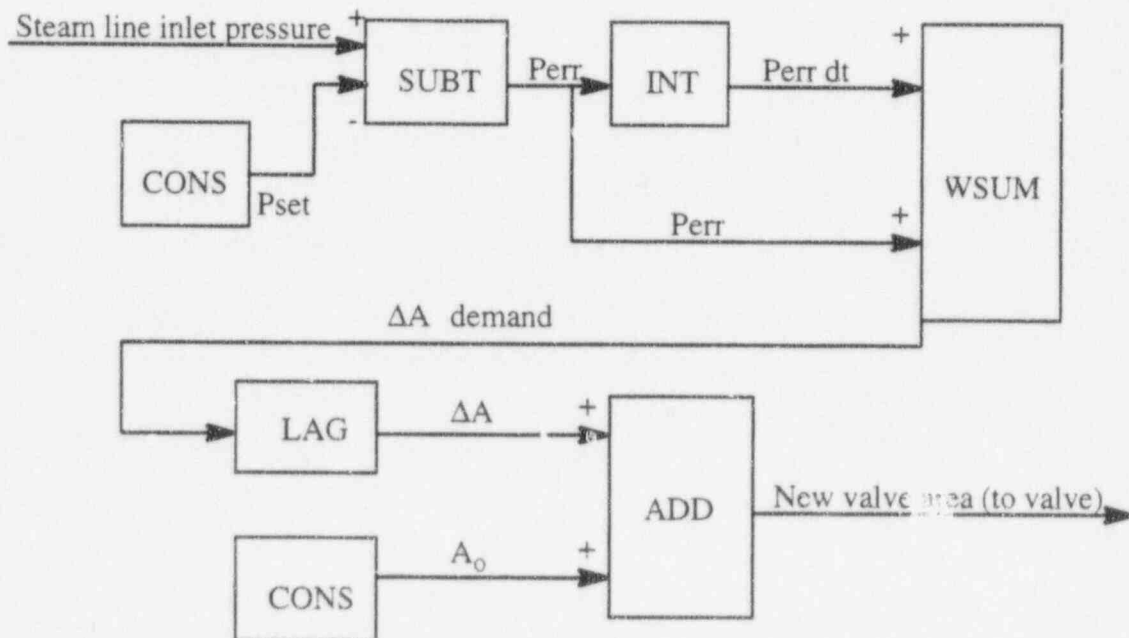 Steam line inlet pressure
+
SUBT
Perr
INT
Perr dt
+
WSUM
-
CONS
Pset
Perr
+
ΔA demand
LAG
ΔA
+
ADD
New valve area (to valve)
CONS
A₀
+